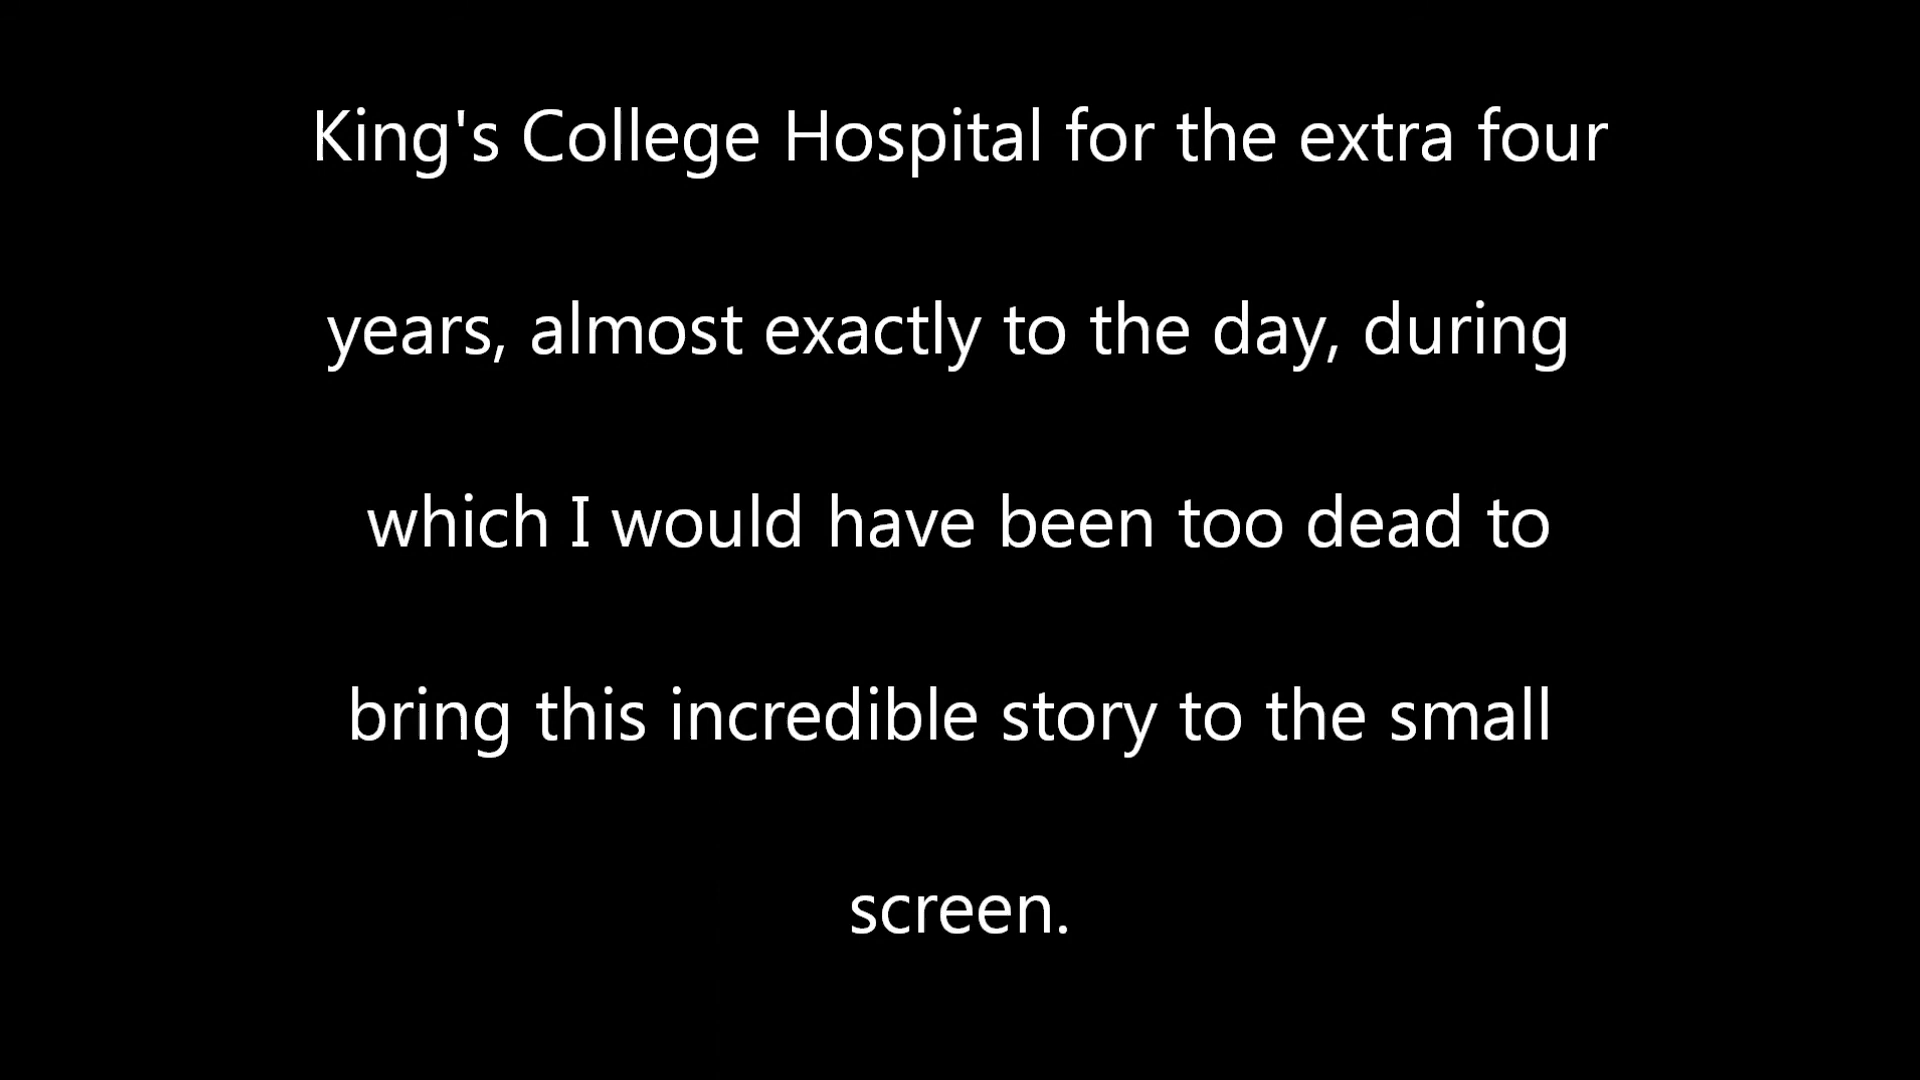 King's College Hospital for the extra four
years, almost exactly to the day, during
which I would have been too dead to
bring this incredible story to the small
screen.